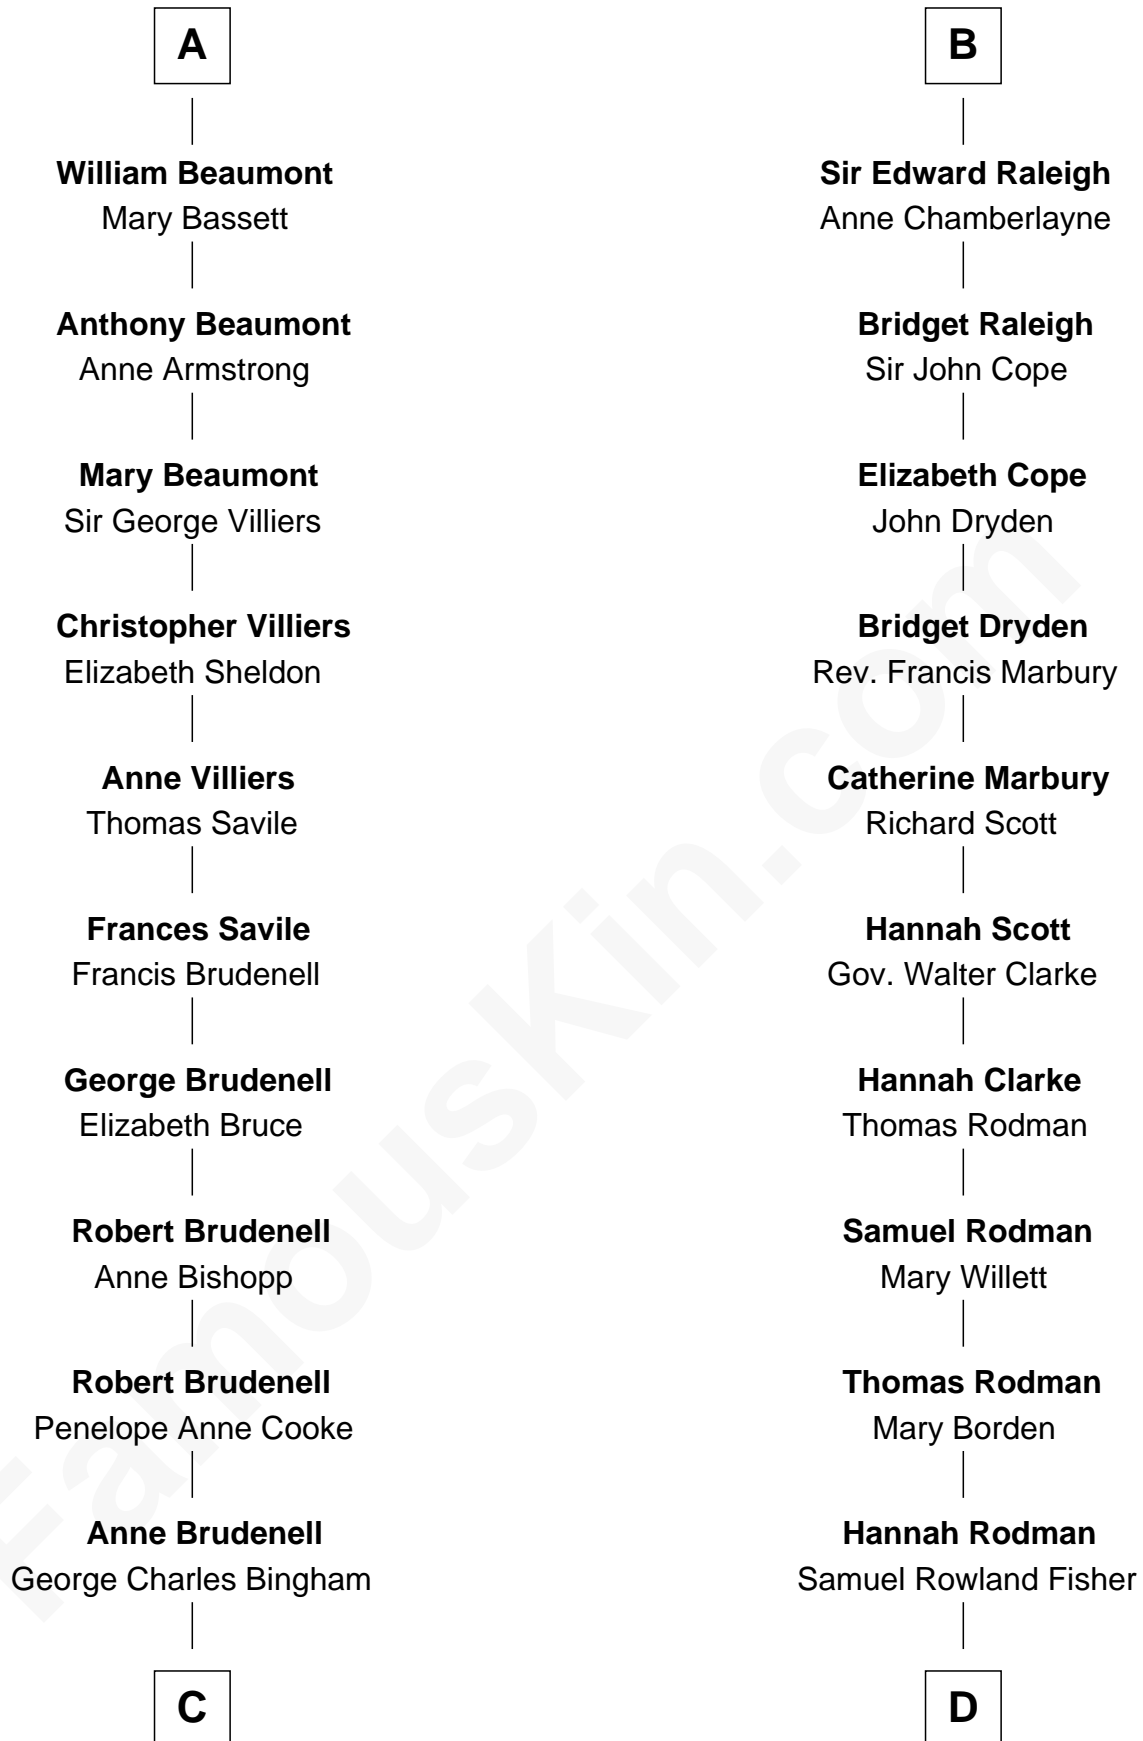 A
William Beaumont
Mary Bassett
Anthony Beaumont
Anne Armstrong
Mary Beaumont
Sir George Villiers
Christopher Villiers
Elizabeth Sheldon
Anne Villiers
Thomas Savile
Frances Savile
Francis Brudenell
George Brudenell
Elizabeth Bruce
Robert Brudenell
Anne Bishopp
Robert Brudenell
Penelope Anne Cooke
Anne Brudenell
George Charles Bingham
C
B
Sir Edward Raleigh
Anne Chamberlayne
Bridget Raleigh
Sir John Cope
Elizabeth Cope
John Dryden
Bridget Dryden
Rev. Francis Marbury
Catherine Marbury
Richard Scott
Hannah Scott
Gov. Walter Clarke
Hannah Clarke
Thomas Rodman
Samuel Rodman
Mary Willett
Thomas Rodman
Mary Borden
Hannah Rodman
Samuel Rowland Fisher
D
FamousKin.com